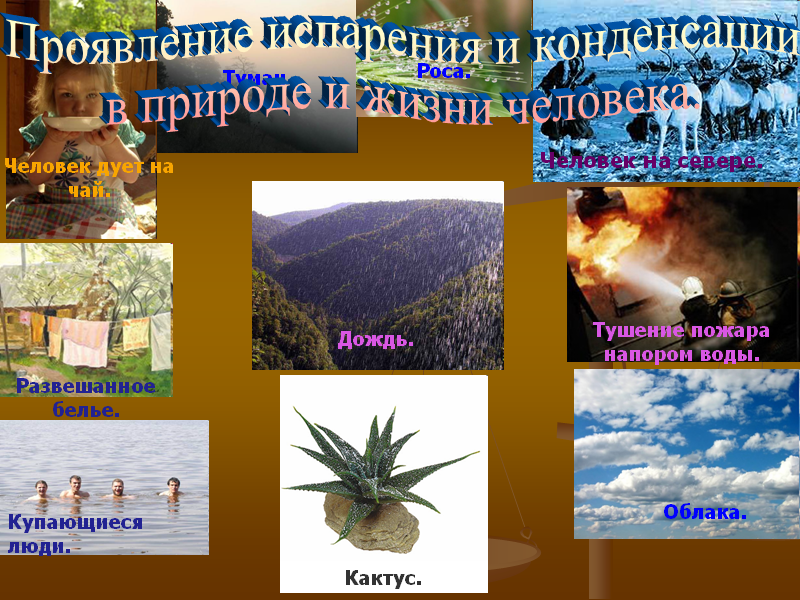 Проявление испарения и конденсации
в природе и жизни человека.
Туман.
Роса.
Человек дует на
чай.
Человек на севере.
Дождь.
Тушение пожара
напором воды.
Развешанное
белье.
Купающиеся
люди.
Кактус.
Облака.